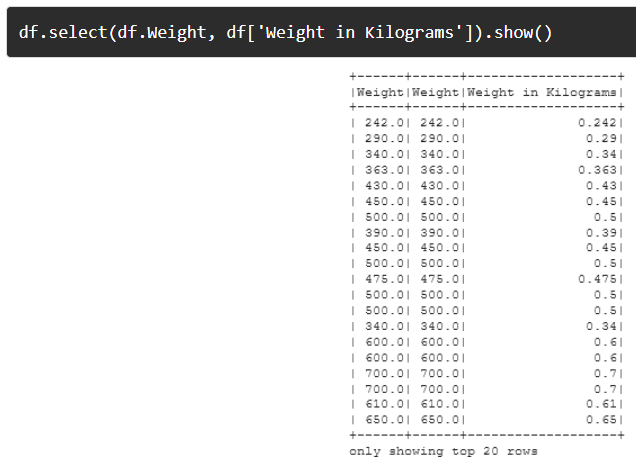 df.select(df.Weight, df['Weight in Kilograms']).show()
+------+------+-------------------+
|Weight|Weight|Weight in Kilograms|
+------+------+-------------------+
| 242.0| 242.0|              0.242|
| 290.0| 290.0|               0.29|
| 340.0| 340.0|               0.34|
| 363.0| 363.0|              0.363|
| 430.0| 430.0|               0.43|
| 450.0| 450.0|               0.45|
| 500.0| 500.0|                0.5|
| 390.0| 390.0|               0.39|
| 450.0| 450.0|               0.45|
| 500.0| 500.0|                0.5|
| 475.0| 475.0|              0.475|
| 500.0| 500.0|                0.5|
| 500.0| 500.0|                0.5|
| 340.0| 340.0|               0.34|
| 600.0| 600.0|                0.6|
| 600.0| 600.0|                0.6|
| 700.0| 700.0|                0.7|
| 700.0| 700.0|                0.7|
| 610.0| 610.0|               0.61|
| 650.0| 650.0|               0.65|
+------+------+-------------------+
only showing top 20 rows